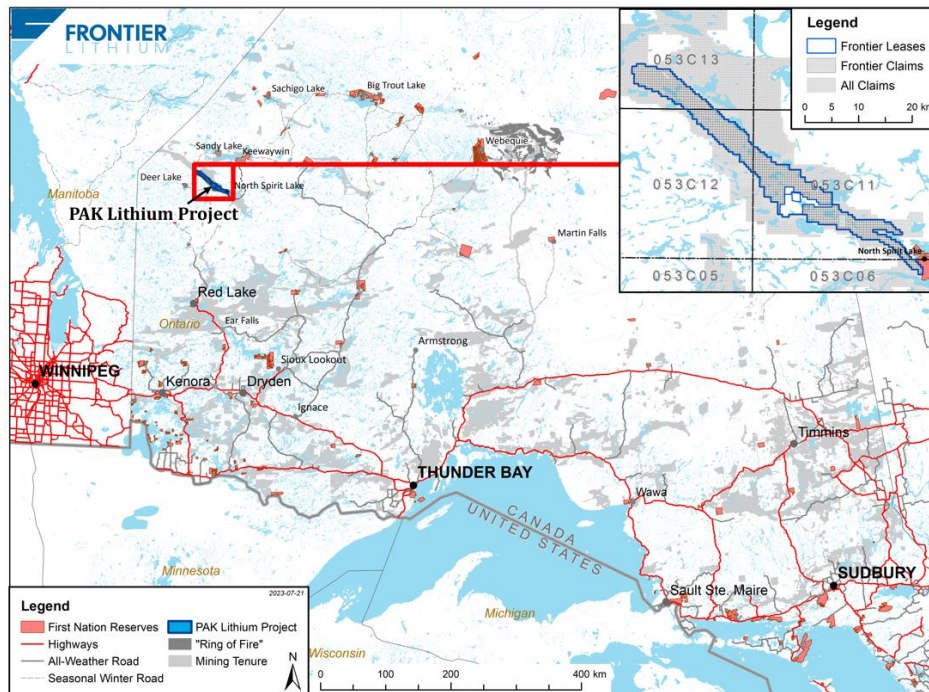 FRONTIER
LITHIUM
Sachigo Lake
Big Trout Lake
Sandy Lake
Keewaywin
Webequie
Deer Lake
North Spirit Lake
Manitoba
PAK Lithium Project
Martin Falls
Red Lake
Ontario
Ear Falls
Armstrong
Sioux Lookout
WINNIPEG
Kenora
Dryden
Ignace
Timmins
THUNDER BAY
Wawa
CANADA
UNITED STATES
Minnesota
SUDBURY
Sault Ste. Maire
Michigan
Wisconsin
053C13
053C12
053C11
North Spirit Lake
053C05
053C06
Legend
Frontier Leases
Frontier Claims
All Claims
0 5 10 20 km
2023-07-21
Legend
First Nation Reserves
Highways
All-Weather Road
Seasonal Winter Road
PAK Lithium Project
"Ring of Fire"
Mining Tenure
N
0 100 200 400 km